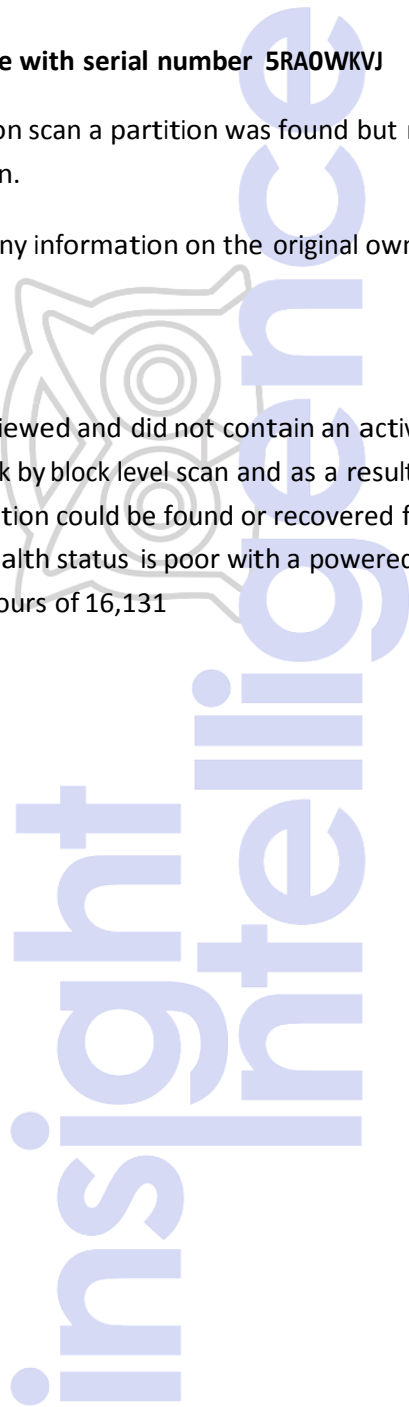 e with serial number 5RA0WKVJ
on scan a partition was found but
n.
ny information on the original own
iewed and did not contain an activ
k by block level scan and as a result
tion could be found or recovered f
alth status is poor with a powered
ours of 16,131
insight
intelligence